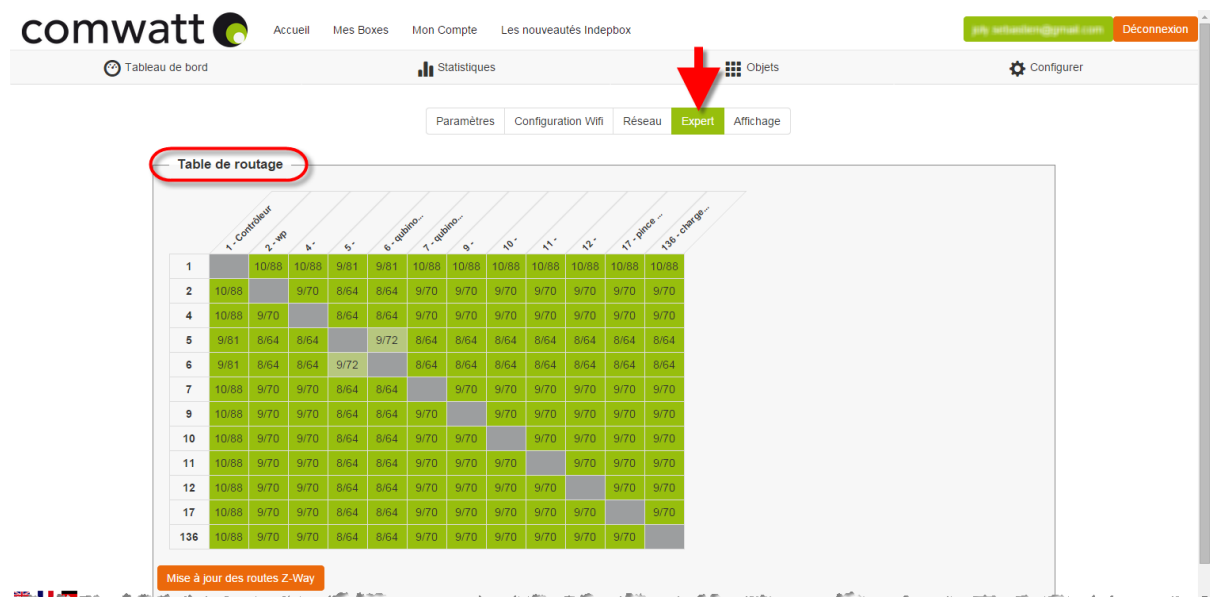 comwatt
Accueil Mes Boxes Mon Compte Les nouveautés Indepbox
Déconnexion
Tableau de bord Statistiques Objets Configurer
Paramètres Configuration Wifi Réseau Expert Affichage
Table de routage
1 - Contrôleur 2 - wp 4 - 5 - 6 - qubino... 7 - qubino... 9 - 10 - 11 - 12 - 17 - pince ... 136 - charge...
1 10/88 10/88 9/81 9/81 10/88 10/88 10/88 10/88 10/88 10/88 10/88
2 10/88 9/70 8/64 8/64 9/70 9/70 9/70 9/70 9/70 9/70 9/70
4 10/88 9/70 8/64 8/64 9/70 9/70 9/70 9/70 9/70 9/70 9/70
5 9/81 8/64 8/64 9/72 8/64 8/64 8/64 8/64 8/64 8/64 8/64
6 9/81 8/64 8/64 9/72 8/64 8/64 8/64 8/64 8/64 8/64 8/64
7 10/88 9/70 9/70 8/64 8/64 9/70 9/70 9/70 9/70 9/70 9/70
9 10/88 9/70 9/70 8/64 8/64 9/70 9/70 9/70 9/70 9/70 9/70
10 10/88 9/70 9/70 8/64 8/64 9/70 9/70 9/70 9/70 9/70 9/70
11 10/88 9/70 9/70 8/64 8/64 9/70 9/70 9/70 9/70 9/70 9/70
12 10/88 9/70 9/70 8/64 8/64 9/70 9/70 9/70 9/70 9/70 9/70
17 10/88 9/70 9/70 8/64 8/64 9/70 9/70 9/70 9/70 9/70 9/70
136 10/88 9/70 9/70 8/64 8/64 9/70 9/70 9/70 9/70 9/70 9/70
Mise à jour des routes Z-Way